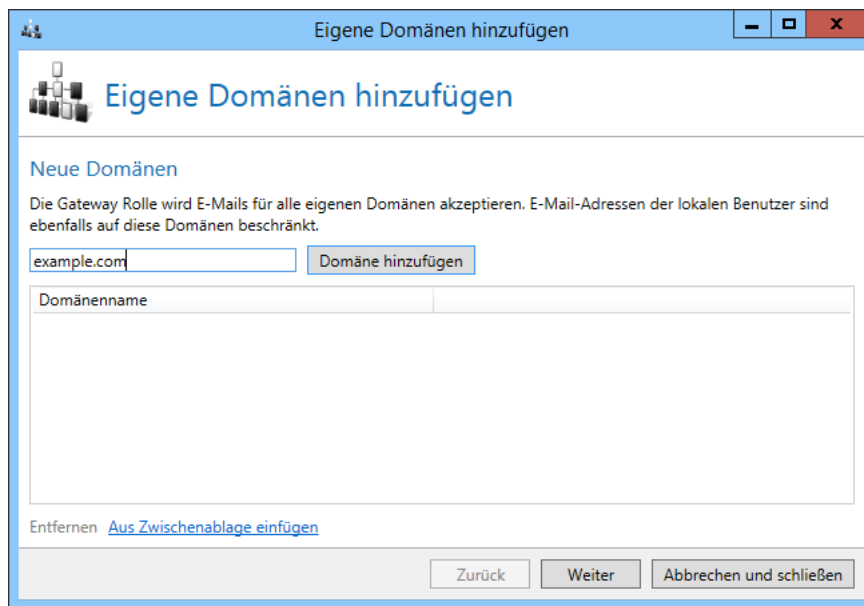 Eigene Domänen hinzufügen
Eigene Domänen hinzufügen
Neue Domänen
Die Gateway Rolle wird E-Mails für alle eigenen Domänen akzeptieren. E-Mail-Adressen der lokalen Benutzer sind
ebenfalls auf diese Domänen beschränkt.
example.com Domäne hinzufügen
Domänenname
Entfernen Aus Zwischenablage einfügen
Zurück Weiter Abbrechen und schließen